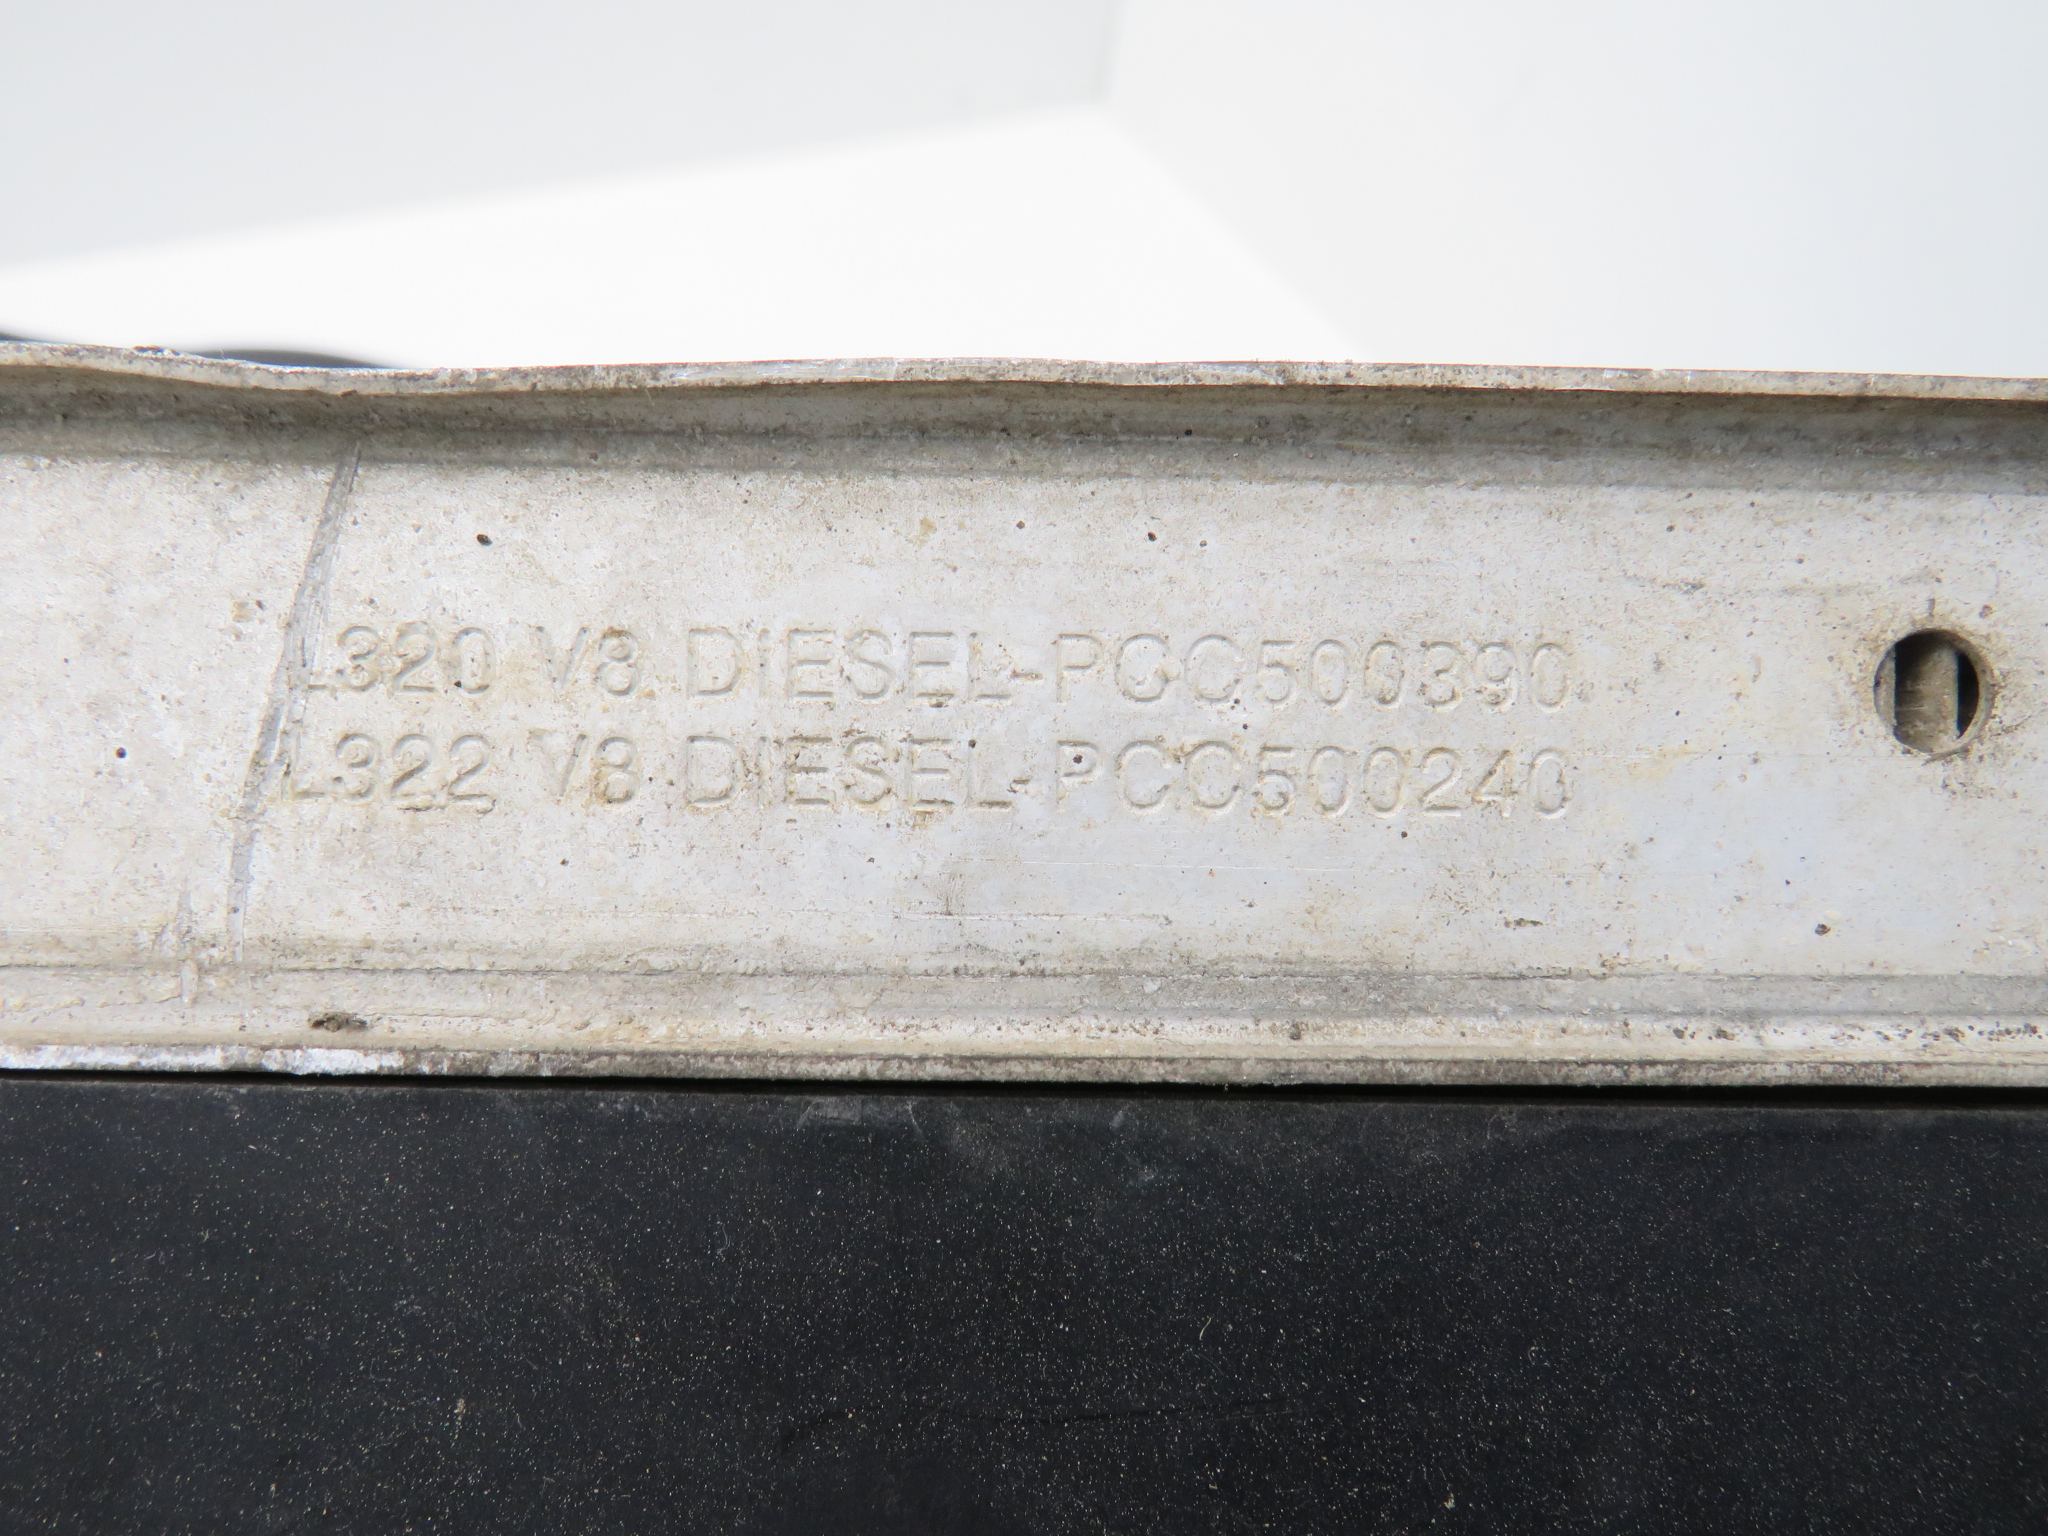 L320 V8 DIESEL-PCC500390
L322 V8 DIESEL-PCC500240